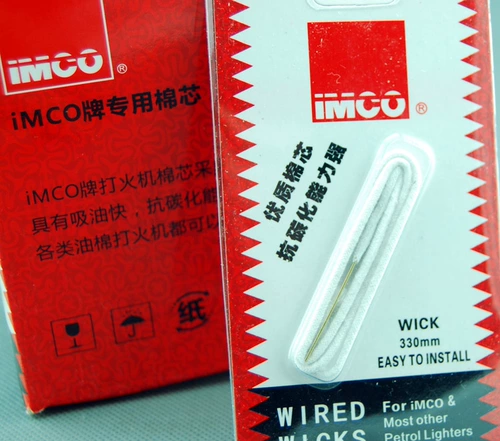 iMCO®
iMCO牌专用棉芯
iMCO牌打火机棉芯采
具有吸油快，抗碳化能
各类油棉打火机都可以
纸
iMCO®
优质棉芯
抗碳化能力强
WICK
330mm
EASY TO INSTALL
WIRED
WICKS
For iMCO &
Most other
Petrol Lighters